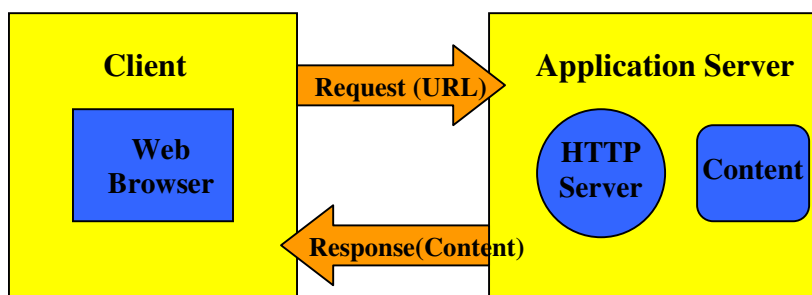 Client
Request (URL)
Application Server
Web
Browser
HTTP
Server
Content
Response(Content)